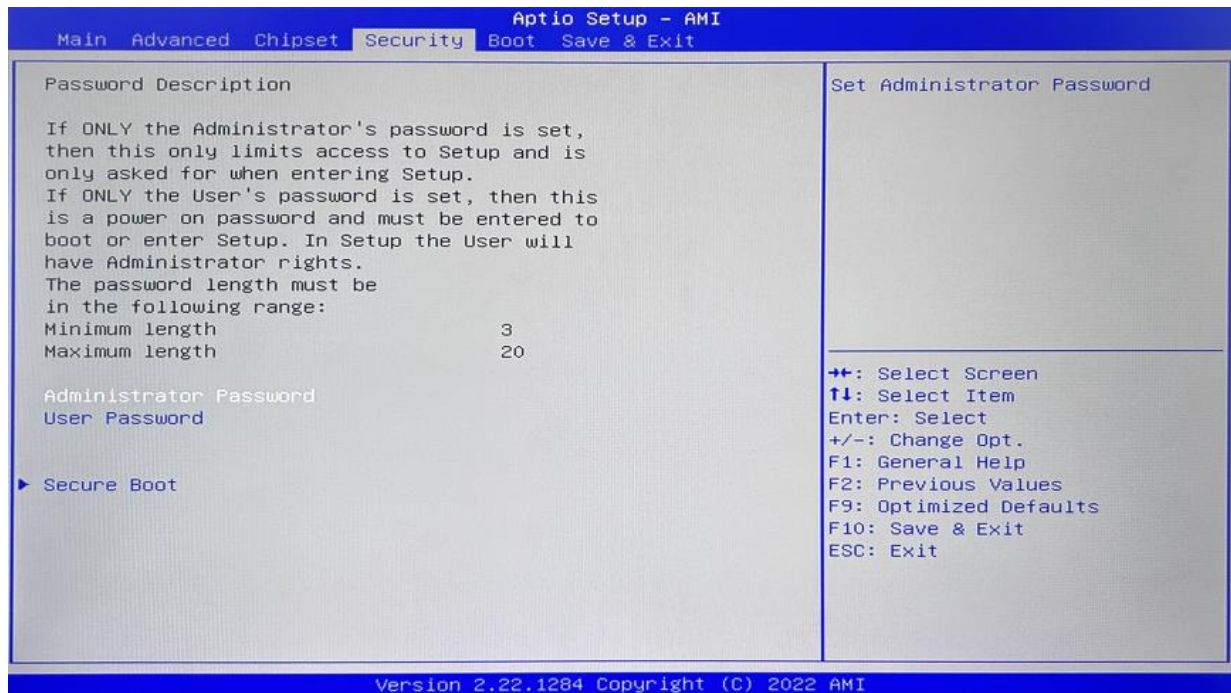 Aptio Setup – AMI
Main Advanced Chipset Security Boot Save & Exit
Password Description
If ONLY the Administrator's password is set,
then this only limits access to Setup and is
only asked for when entering Setup.
If ONLY the User's password is set, then this
is a power on password and must be entered to
boot or enter Setup. In Setup the User will
have Administrator rights.
The password length must be
in the following range:
Minimum length 3
Maximum length 20
Administrator Password
User Password
► Secure Boot
Set Administrator Password
→←: Select Screen
↑↓: Select Item
Enter: Select
+/-: Change Opt.
F1: General Help
F2: Previous Values
F9: Optimized Defaults
F10: Save & Exit
ESC: Exit
Version 2.22.1284 Copyright (C) 2022 AMI